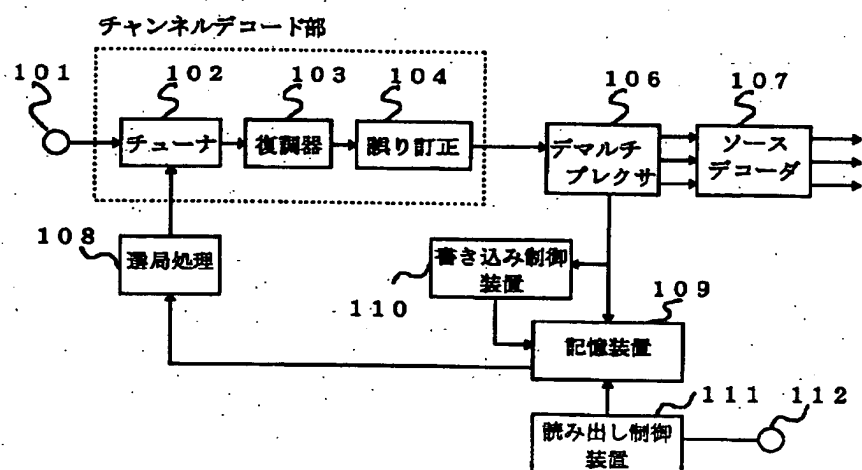 チャンネルデコード部
101
102
103
104
106
107
チューナ
復調器
誤り訂正
デマルチ
プレクサ
ソース
デコーダ
108
選局処理
書き込み制御
装置
110
109
記憶装置
111
112
読み出し制御
装置